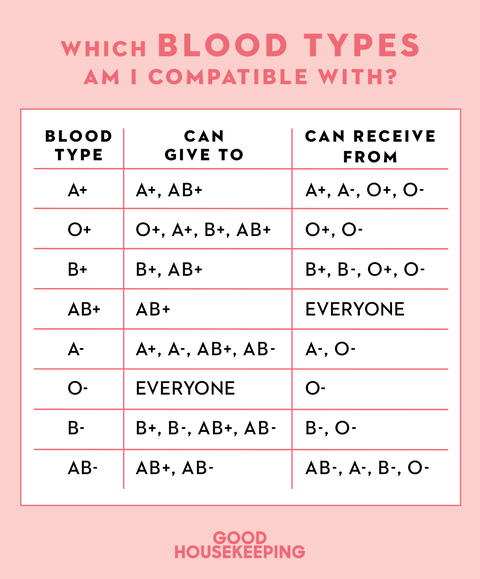 WHICH BLOOD TYPES
AM I COMPATIBLE WITH?
BLOOD TYPE CAN GIVE TO CAN RECEIVE FROM
A+ A+, AB+ A+, A-, O+, O-
O+ O+, A+, B+, AB+ O+, O-
B+ B+, AB+ B+, B-, O+, O-
AB+ AB+ EVERYONE
A- A+, A-, AB+, AB- A-, O-
O- EVERYONE O-
B- B+, B-, AB+, AB- B-, O-
AB- AB+, AB- AB-, A-, B-, O-
GOOD
HOUSEKEEPING